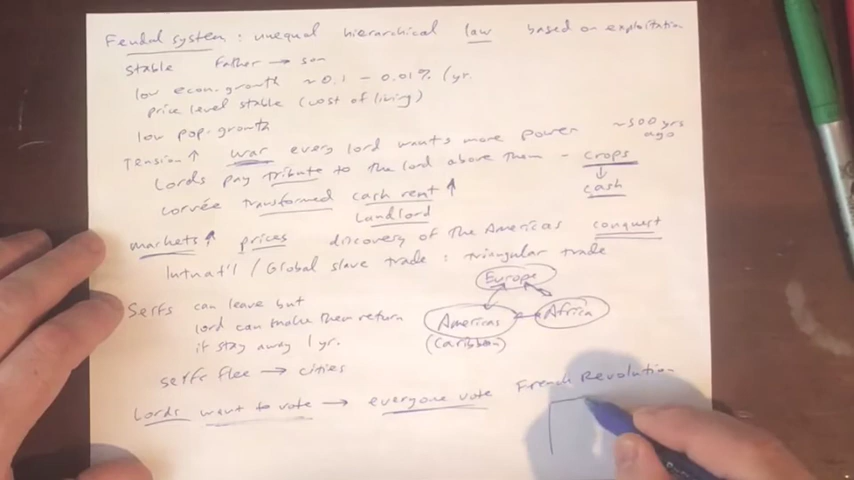 Feudal system : unequal hierarchical law based on exploitation
stable Father → son
low econ. growth ~0.1 - 0.01% /yr.
price level stable (cost of living)
low pop. growth
Tension ↑ war every lord wants more power ~500 yrs ago
Lords pay tribute to the lord above them - crops
↓
corvée transformed cash rent ↑ cash
Landlord
markets ↑ prices discovery of the Americas conquest
Intnat'l / Global slave trade : triangular trade
Europe
Serfs can leave but
Americas Africa
lord can make them return
(Caribbean)
if stay away 1 yr.
serfs flee → cities
French Revolution
Lords want to vote → everyone vote